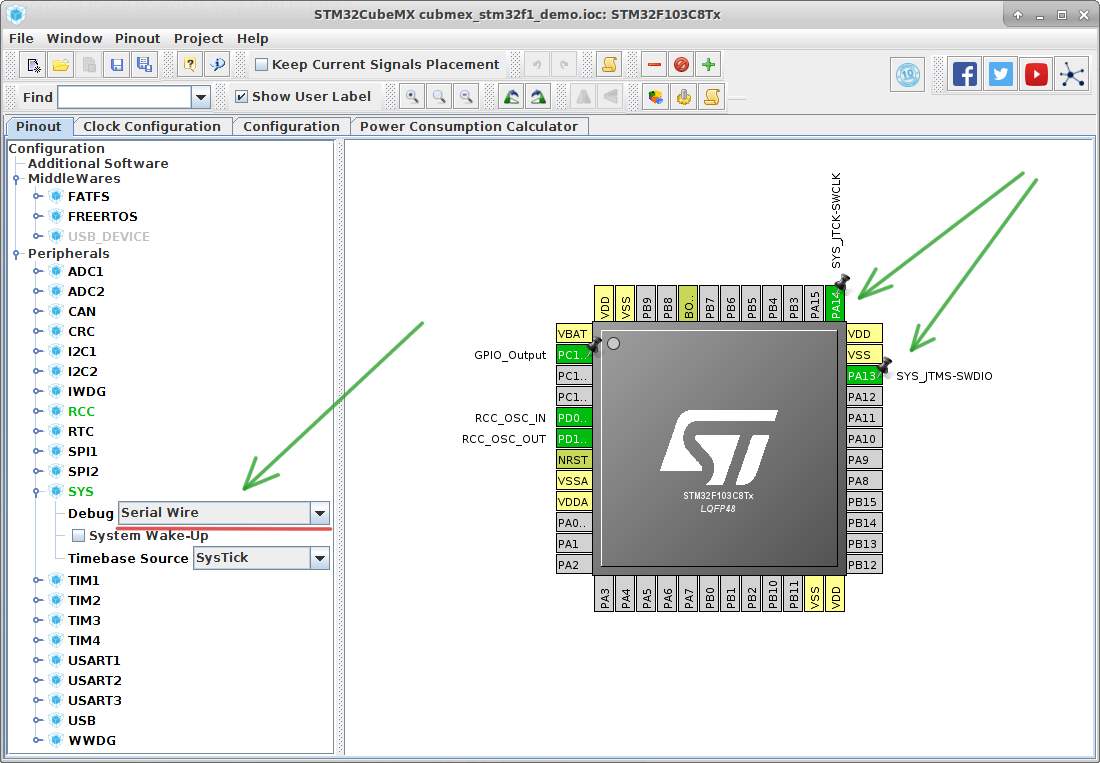 STM32CubeMX cubmex_stm32f1_demo.ioc: STM32F103C8Tx
File Window Pinout Project Help
Keep Current Signals Placement
10
Find
Show User Label
Pinout Clock Configuration Configuration Power Consumption Calculator
Configuration
Additional Software
MiddleWares
FATFS
FREERTOS
USB_DEVICE
Peripherals
ADC1
ADC2
CAN
CRC
I2C1
I2C2
IWDG
RCC
RTC
SPI1
SPI2
SYS
Debug Serial Wire
System Wake-Up
Timebase Source SysTick
TIM1
TIM2
TIM3
TIM4
USART1
USART2
USART3
USB
WWDG
SYS_JTCK-SWCLK
VDD VSS PB9 PB8 BO.. PB7 PB6 PB5 PB4 PB3 PA15 PA14
VBAT
GPIO_Output PC1..
PC1..
PC1..
RCC_OSC_IN PD0..
RCC_OSC_OUT PD1..
NRST
VSSA
VDDA
PA0..
PA1
PA2
VDD
VSS
PA13 SYS_JTMS-SWDIO
PA12
PA11
PA10
PA9
PA8
PB15
PB14
PB13
PB12
ST
STM32F103C8Tx
LQFP48
PA3 PA4 PA5 PA6 PA7 PB0 PB1 PB2 PB10 PB11 VSS VDD